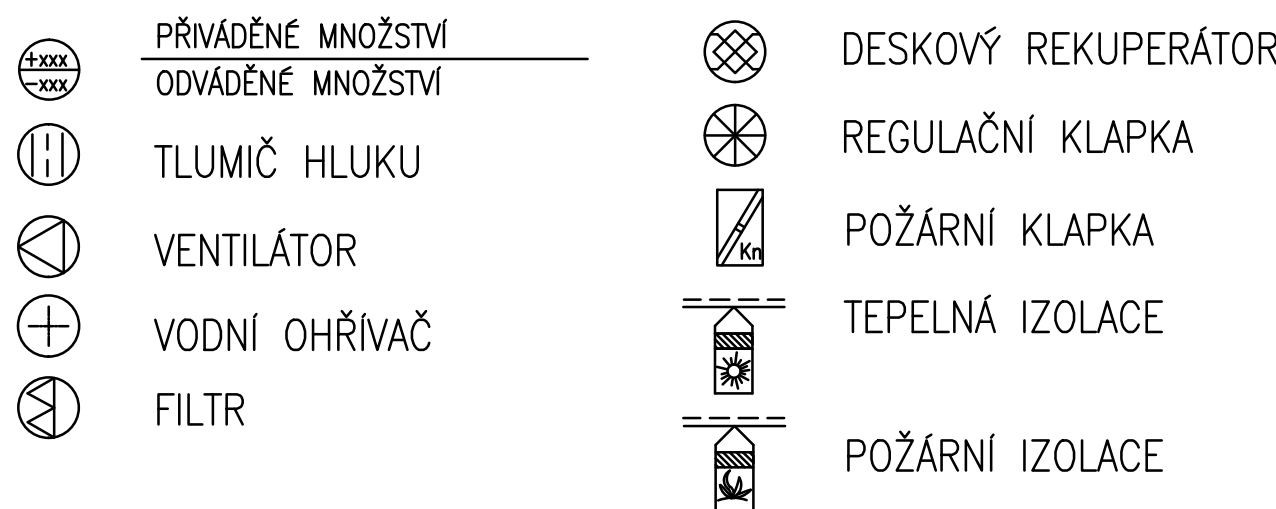 +xxx
-xxx
PŘIVÁDĚNÉ MNOŽSTVÍ
ODVÁDĚNÉ MNOŽSTVÍ
TLUMIČ HLUKU
VENTILÁTOR
VODNÍ OHŘÍVAČ
FILTR
DESKOVÝ REKUPERÁTOR
REGULAČNÍ KLAPKA
Kn
POŽÁRNÍ KLAPKA
TEPELNÁ IZOLACE
POŽÁRNÍ IZOLACE